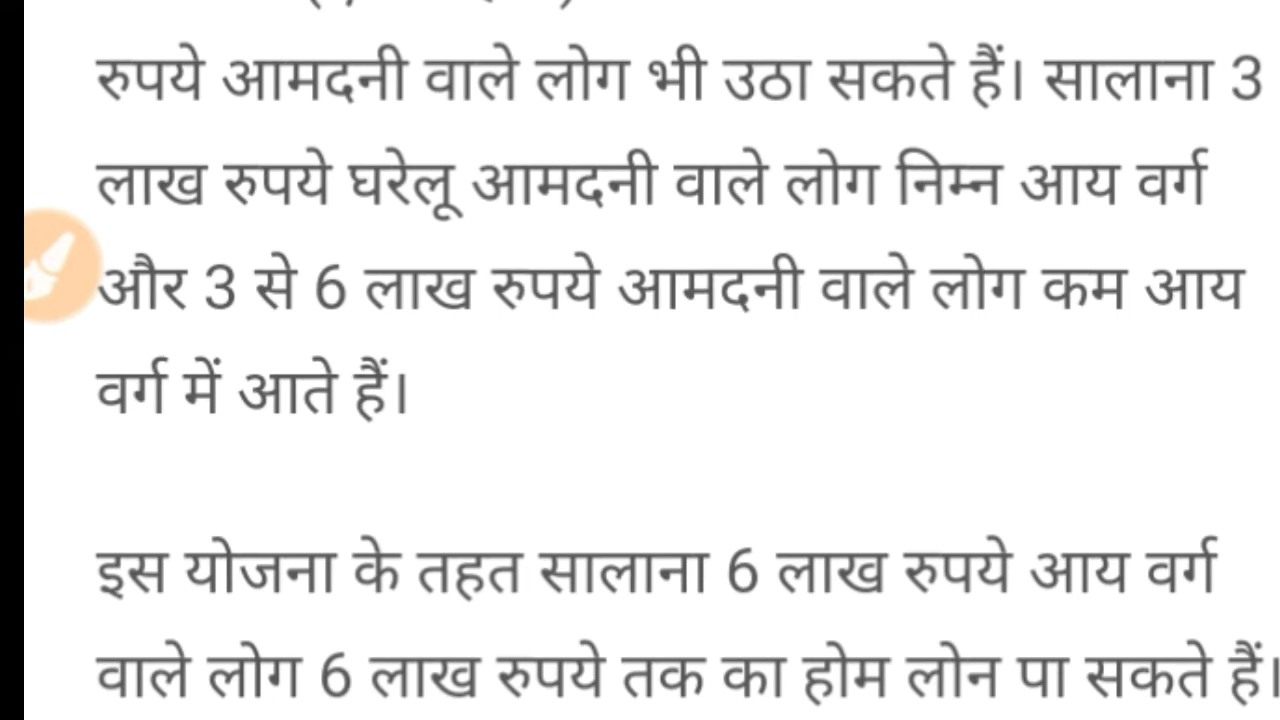 रुपये आमदनी वाले लोग भी उठा सकते हैं। सालाना 3
लाख रुपये घरेलू आमदनी वाले लोग निम्न आय वर्ग
और 3 से 6 लाख रुपये आमदनी वाले लोग कम आय
वर्ग में आते हैं।
इस योजना के तहत सालाना 6 लाख रुपये आय वर्ग
वाले लोग 6 लाख रुपये तक का होम लोन पा सकते हैं।